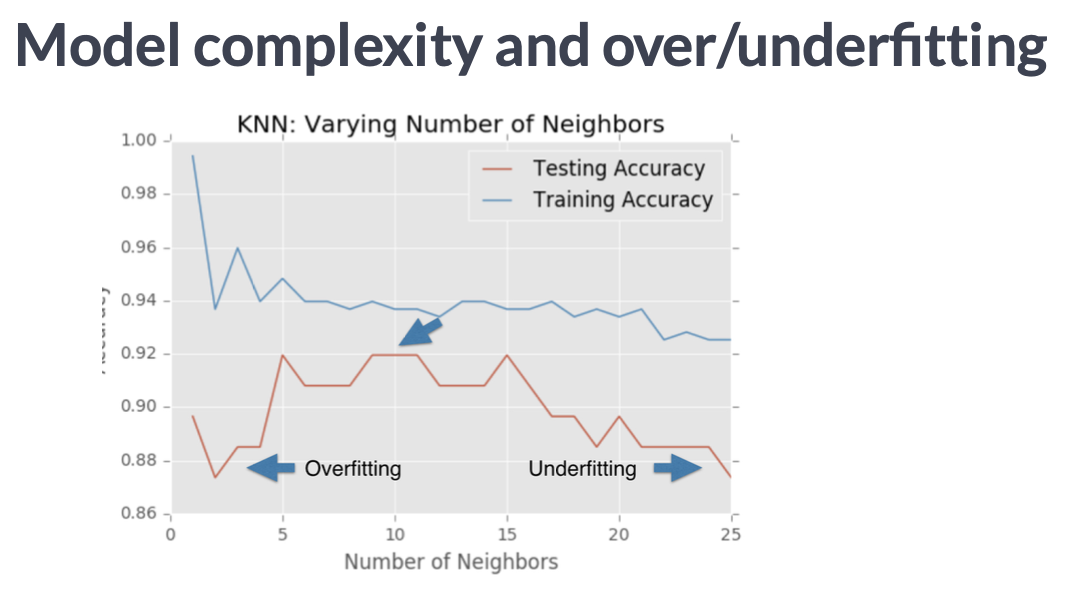 Model complexity and over/underfitting
KNN: Varying Number of Neighbors
1.00
0.98
0.96
0.94
0.92
0.90
0.88
0.86
Testing Accuracy
Training Accuracy
Overfitting
Underfitting
0 5 10 15 20 25
Number of Neighbors